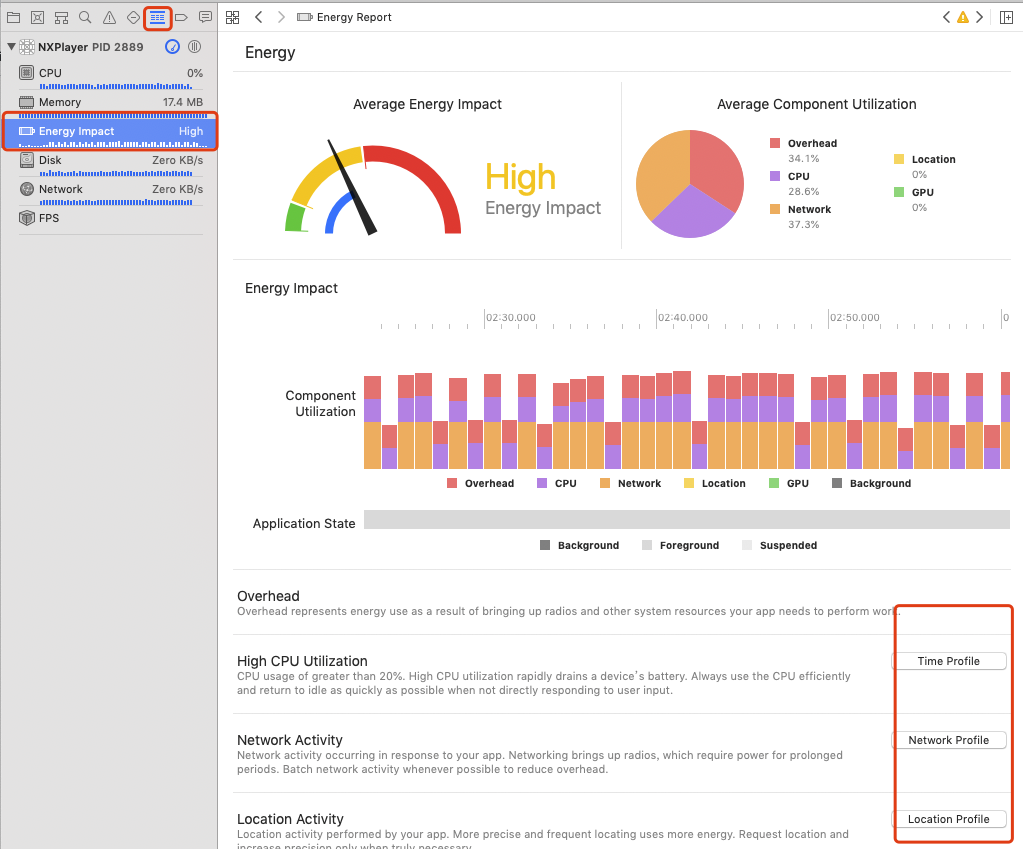 Energy Report
NXPlayer PID 2889
CPU 0%
Memory 17.4 MB
Energy Impact High
Disk Zero KB/s
Network Zero KB/s
FPS
Energy
Average Energy Impact
High
Energy Impact
Average Component Utilization
Overhead
34.1%
CPU
28.6%
Network
37.3%
Location
0%
GPU
0%
Energy Impact
02:30.000 02:40.000 02:50.000 0
Component
Utilization
Overhead CPU Network Location GPU Background
Application State
Background Foreground Suspended
Overhead
Overhead represents energy use as a result of bringing up radios and other system resources your app needs to perform work.
High CPU Utilization
CPU usage of greater than 20%. High CPU utilization rapidly drains a device's battery. Always use the CPU efficiently
and return to idle as quickly as possible when not directly responding to user input.
Time Profile
Network Activity
Network activity occurring in response to your app. Networking brings up radios, which require power for prolonged
periods. Batch network activity whenever possible to reduce overhead.
Network Profile
Location Activity
Location activity performed by your app. More precise and frequent locating uses more energy. Request location and
increase precision only when truly necessary.
Location Profile